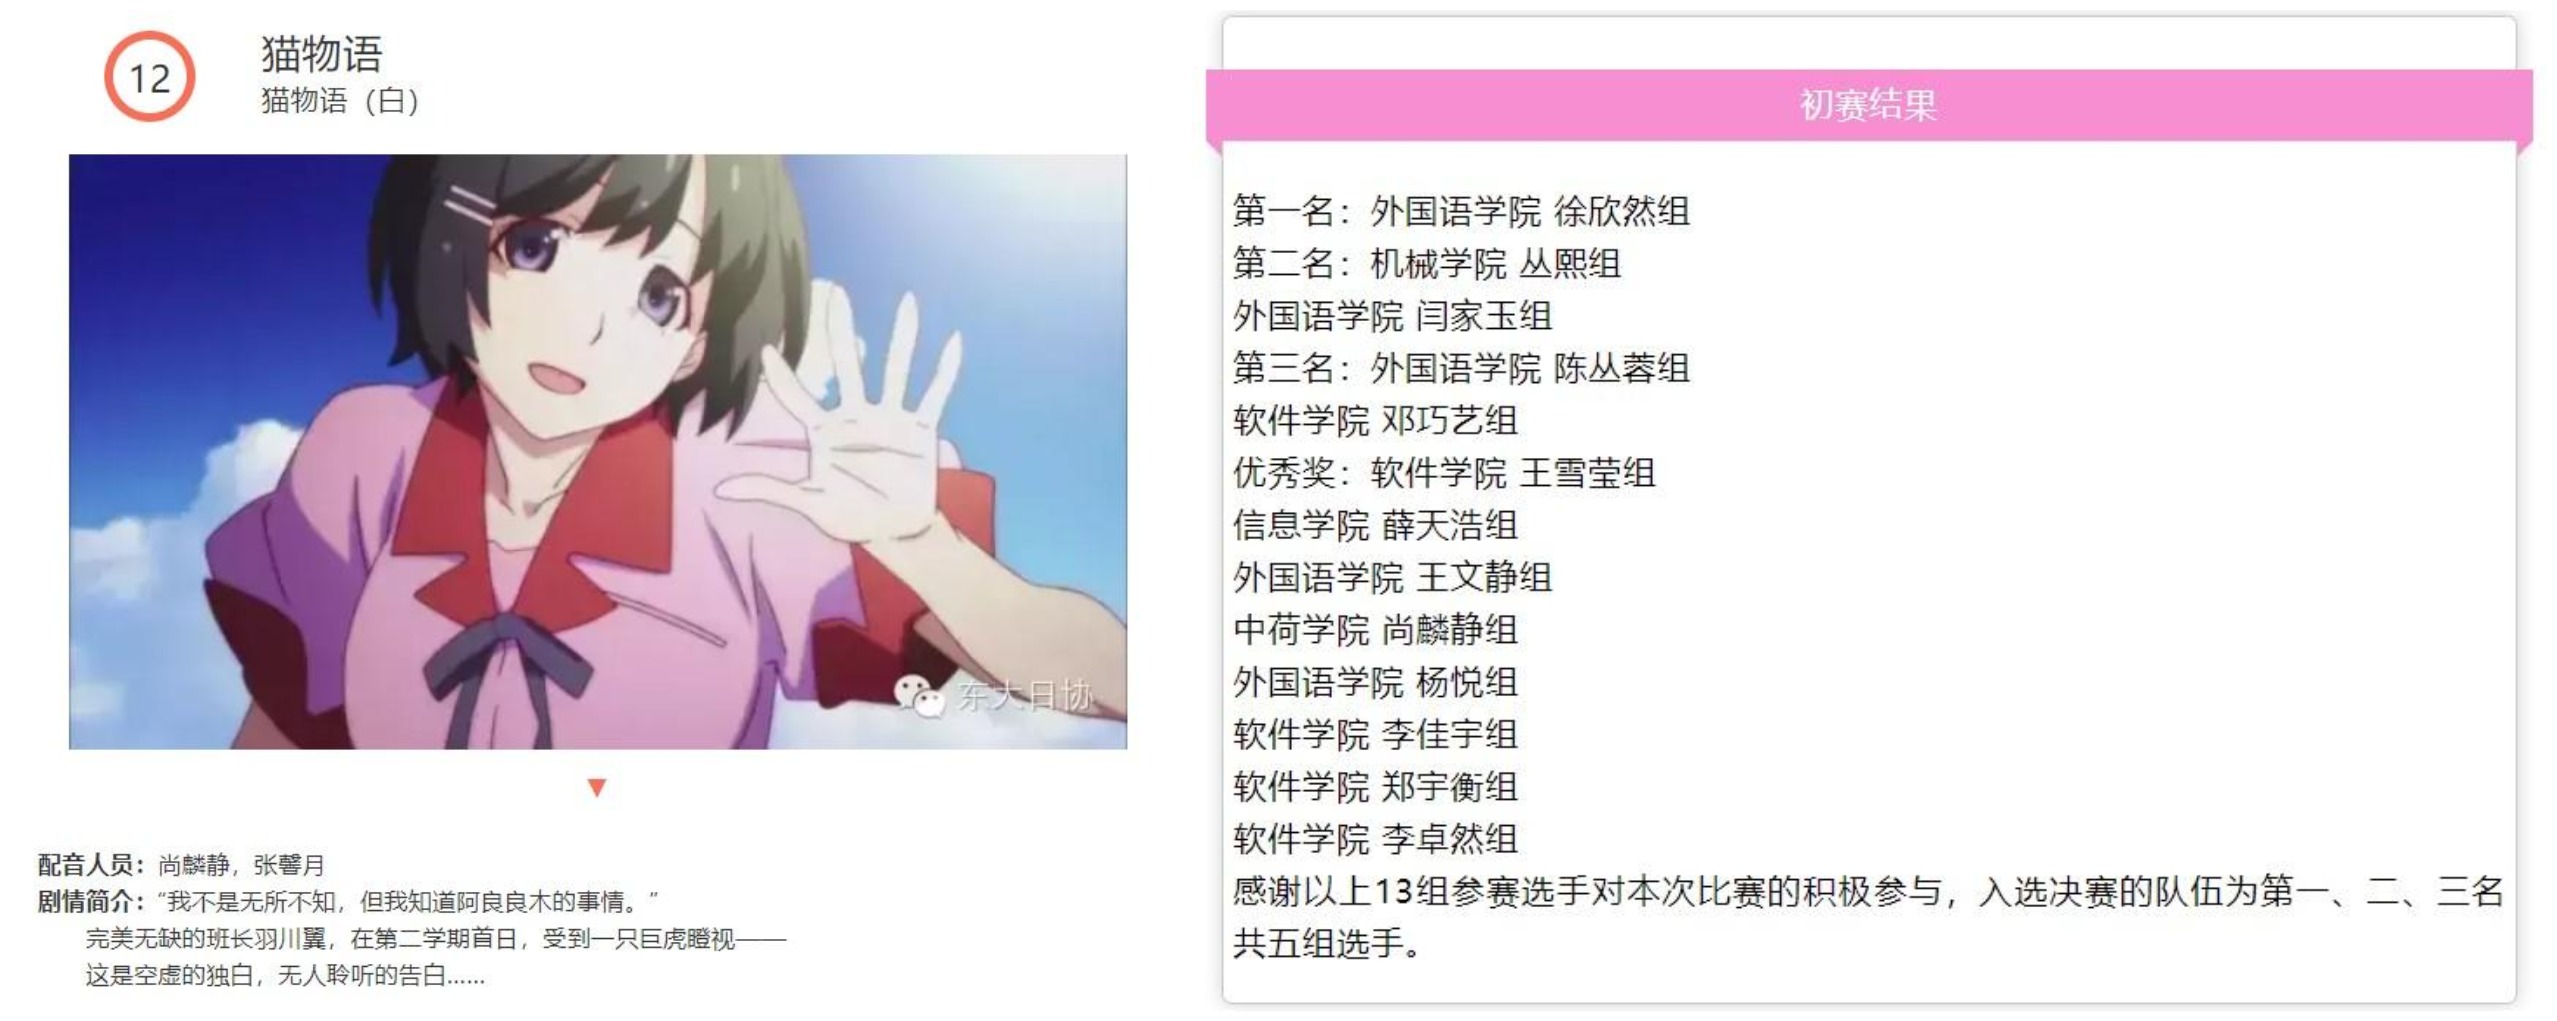 12
猫物语
猫物语（白）
东大日协
配音人员：尚麟静，张馨月
剧情简介：“我不是无所不知，但我知道阿良良木的事情。”
完美无缺的班长羽川翼，在第二学期首日，受到一只巨虎瞪视——
这是空虚的独白，无人聆听的告白……
初赛结果
第一名：外国语学院 徐欣然组
第二名：机械学院 丛熙组
外国语学院 闫家玉组
第三名：外国语学院 陈丛蓉组
软件学院 邓巧艺组
优秀奖：软件学院 王雪莹组
信息学院 薛天浩组
外国语学院 王文静组
中荷学院 尚麟静组
外国语学院 杨悦组
软件学院 李佳宇组
软件学院 郑宇衡组
软件学院 李卓然组
感谢以上13组参赛选手对本次比赛的积极参与，入选决赛的队伍为第一、二、三名
共五组选手。